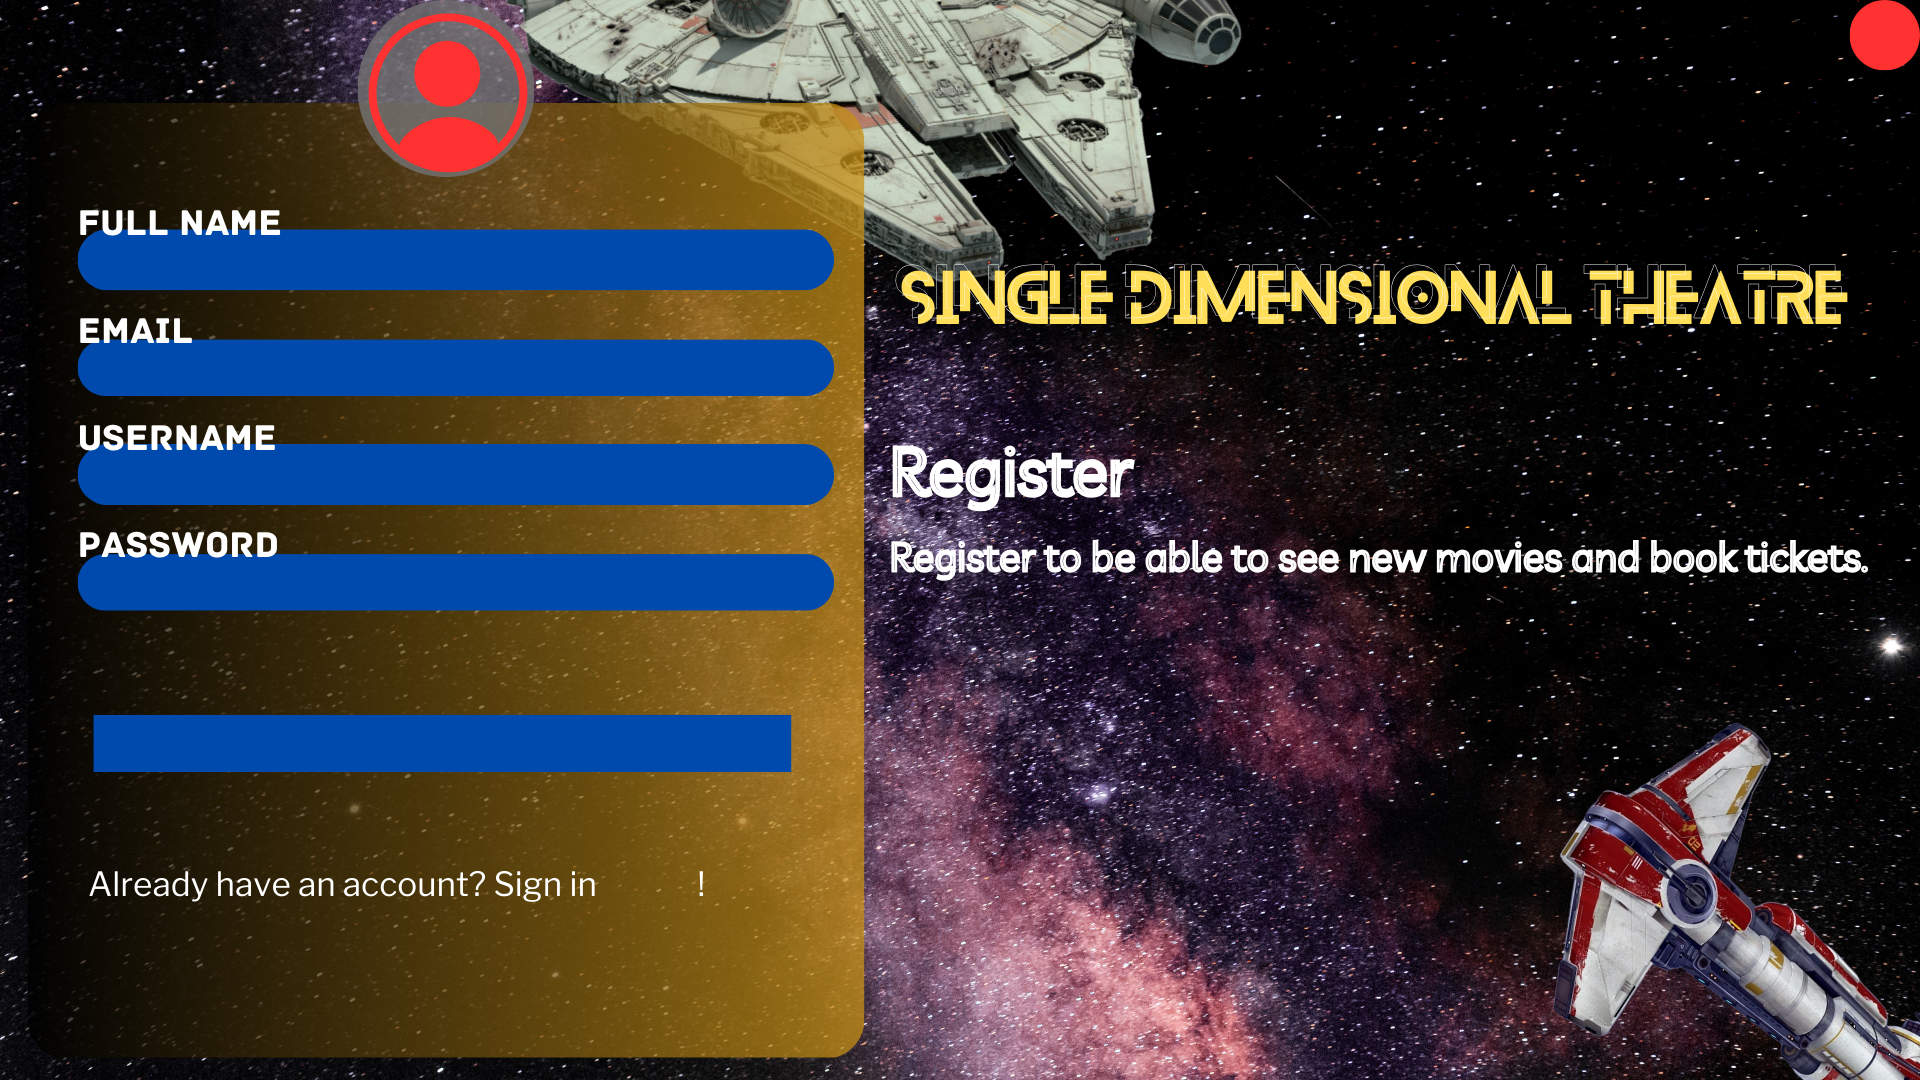 FULL NAME
EMAIL
USERNAME
PASSWORD
Already have an account? Sign in !
SINGLE DIMENSIONAL THEATRE
Register
Register to be able to see new movies and book tickets.